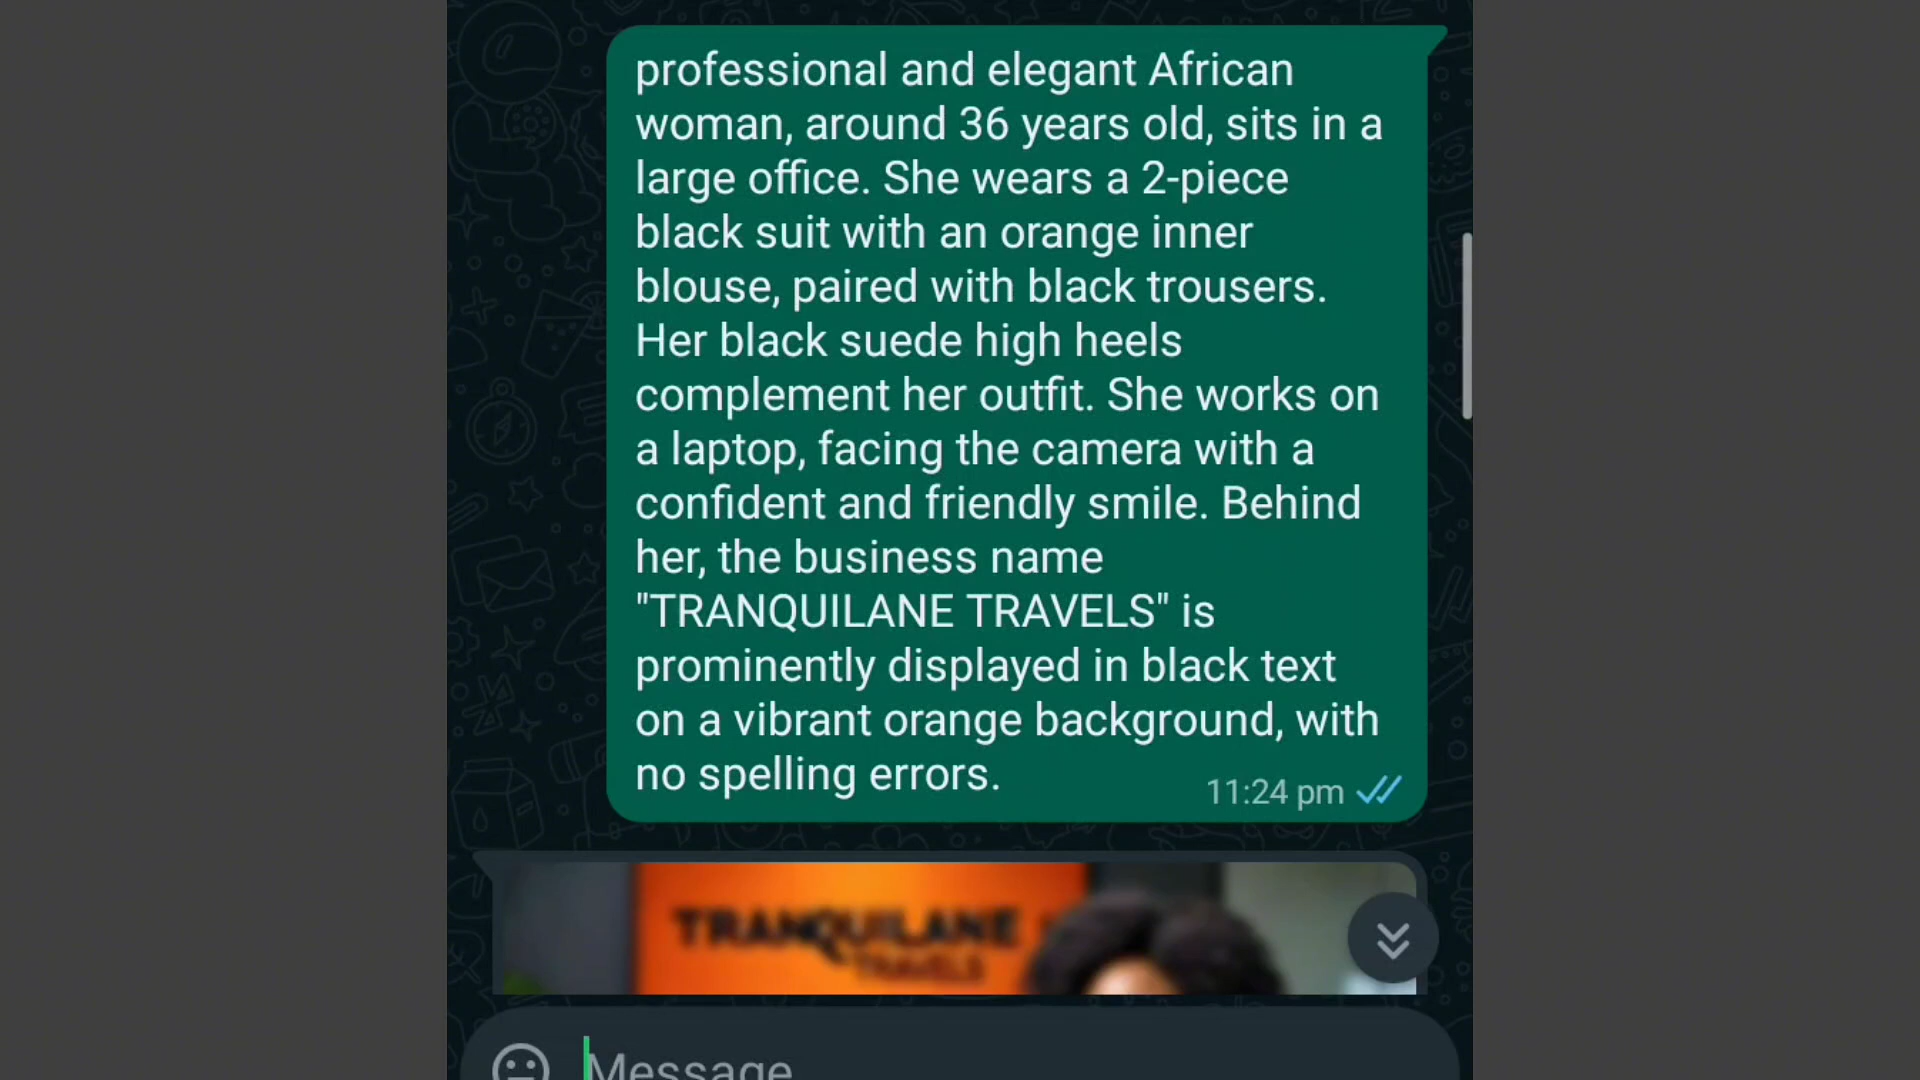 professional and elegant African
woman, around 36 years old, sits in a
large office. She wears a 2-piece
black suit with an orange inner
blouse, paired with black trousers.
Her black suede high heels
complement her outfit. She works on
a laptop, facing the camera with a
confident and friendly smile. Behind
her, the business name
"TRANQUILANE TRAVELS" is
prominently displayed in black text
on a vibrant orange background, with
no spelling errors.
11:24 pm
TRANQUILANE
TRAVELS
Message